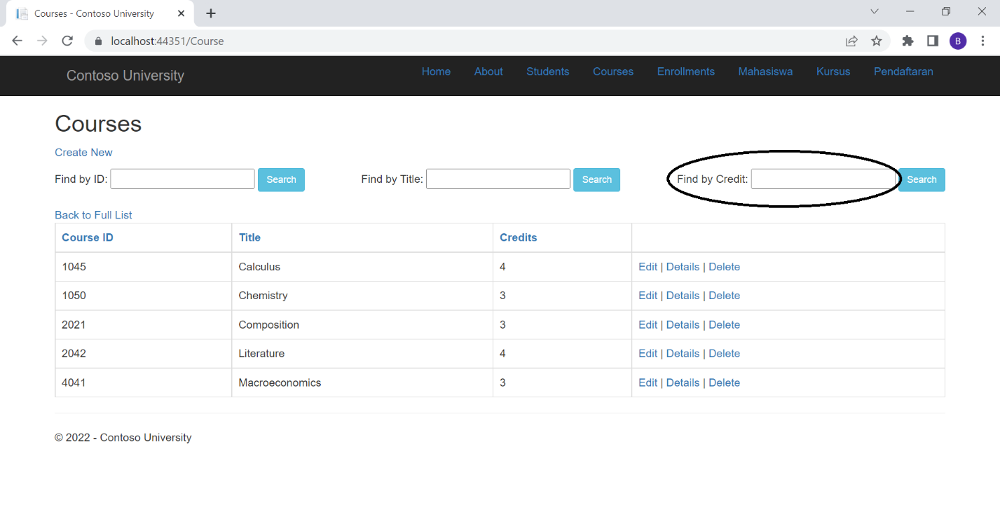 Courses - Contoso University
localhost:44351/Course
B
Contoso University Home About Students Courses Enrollments Mahasiswa Kursus Pendaftaran
Courses
Create New
Find by ID: Search Find by Title: Search Find by Credit: Search
Back to Full List
Course ID Title Credits
1045 Calculus 4 Edit | Details | Delete
1050 Chemistry 3 Edit | Details | Delete
2021 Composition 3 Edit | Details | Delete
2042 Literature 4 Edit | Details | Delete
4041 Macroeconomics 3 Edit | Details | Delete
© 2022 - Contoso University